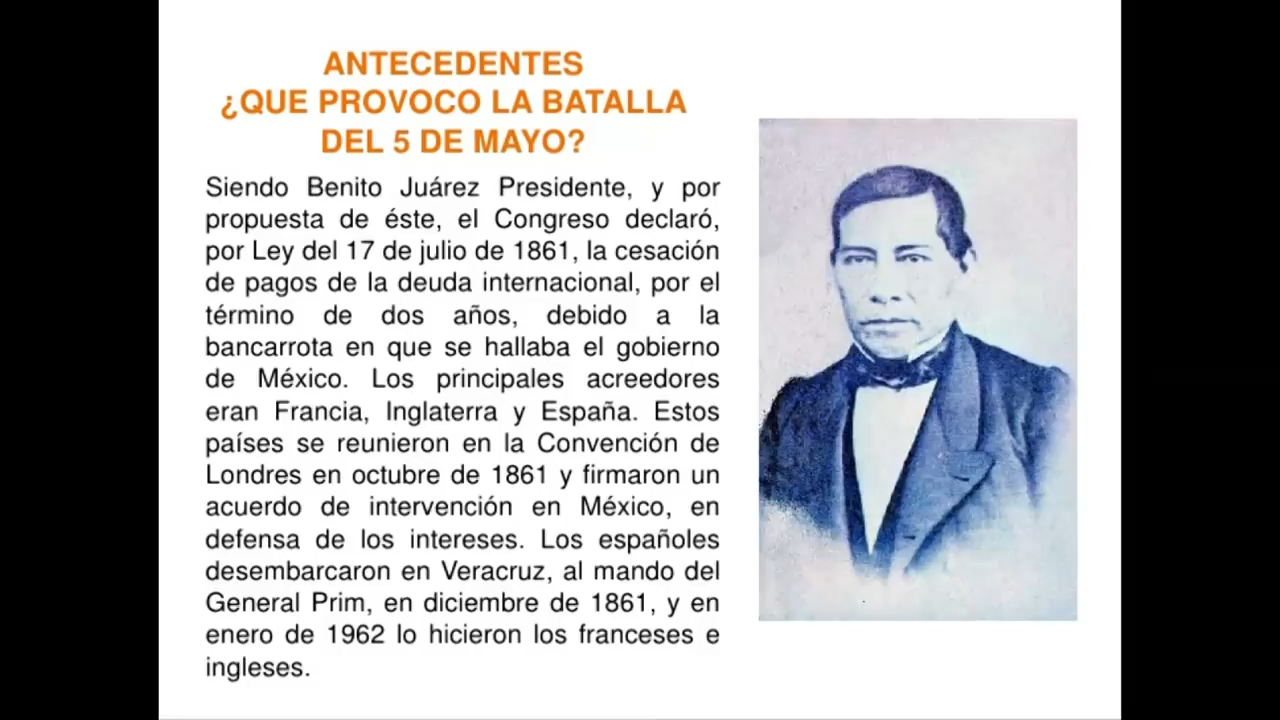 ANTECEDENTES
¿QUE PROVOCO LA BATALLA
DEL 5 DE MAYO?
Siendo Benito Juárez Presidente, y por
propuesta de éste, el Congreso declaró,
por Ley del 17 de julio de 1861, la cesación
de pagos de la deuda internacional, por el
término de dos años, debido a la
bancarrota en que se hallaba el gobierno
de México. Los principales acreedores
eran Francia, Inglaterra y España. Estos
países se reunieron en la Convención de
Londres en octubre de 1861 y firmaron un
acuerdo de intervención en México, en
defensa de los intereses. Los españoles
desembarcaron en Veracruz, al mando del
General Prim, en diciembre de 1861, y en
enero de 1962 lo hicieron los franceses e
ingleses.